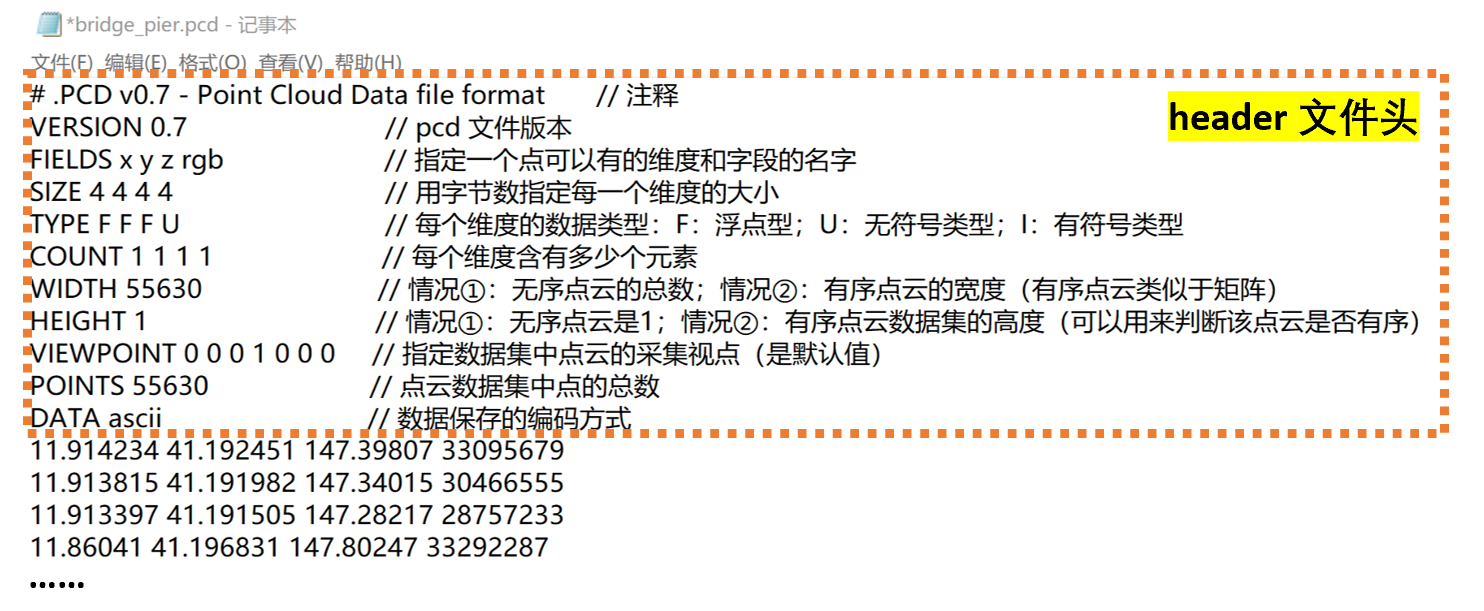 *bridge_pier.pcd - 记事本
文件(F) 编辑(E) 格式(O) 查看(V) 帮助(H)
# .PCD v0.7 - Point Cloud Data file format // 注释
header 文件头
VERSION 0.7 // pcd 文件版本
FIELDS x y z rgb // 指定一个点可以有的维度和字段的名字
SIZE 4 4 4 4 // 用字节数指定每一个维度的大小
TYPE F F F U // 每个维度的数据类型：F：浮点型；U：无符号类型；I：有符号类型
COUNT 1 1 1 1 // 每个维度含有多少个元素
WIDTH 55630 // 情况①：无序点云的总数；情况②：有序点云的宽度（有序点云类似于矩阵）
HEIGHT 1 // 情况①：无序点云是1；情况②：有序点云数据集的高度（可以用来判断该点云是否有序）
VIEWPOINT 0 0 0 1 0 0 0 // 指定数据集中点云的采集视点（是默认值）
POINTS 55630 // 点云数据集中点的总数
DATA ascii // 数据保存的编码方式
11.914234 41.192451 147.39807 33095679
11.913815 41.191982 147.34015 30466555
11.913397 41.191505 147.28217 28757233
11.86041 41.196831 147.80247 33292287
……